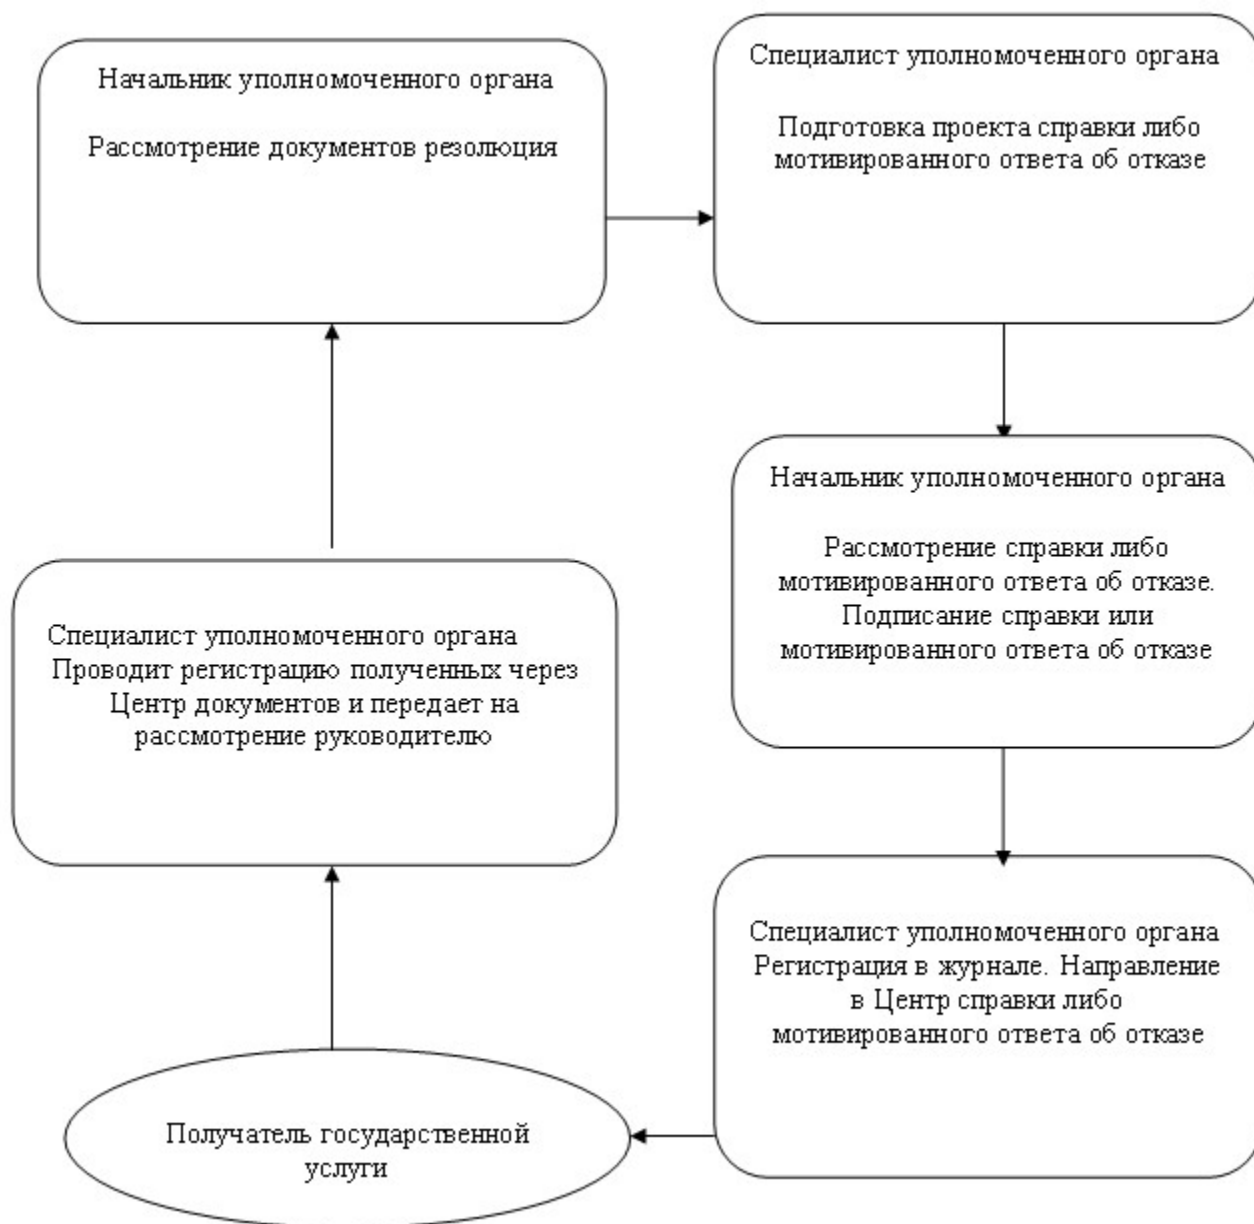 Начальник уполномоченного органа
Рассмотрение документов резолюция
Специалист уполномоченного органа
Подготовка проекта справки либо
мотивированного ответа об отказе
Начальник уполномоченного органа
Рассмотрение справки либо
мотивированного ответа об отказе.
Подписание справки или
мотивированного ответа об отказе
Специалист уполномоченного органа
Проводит регистрацию полученных через
Центр документов и передает на
рассмотрение руководителю
Специалист уполномоченного органа
Регистрация в журнале. Направление
в Центр справки либо
мотивированного ответа об отказе
Получатель государственной
услуги